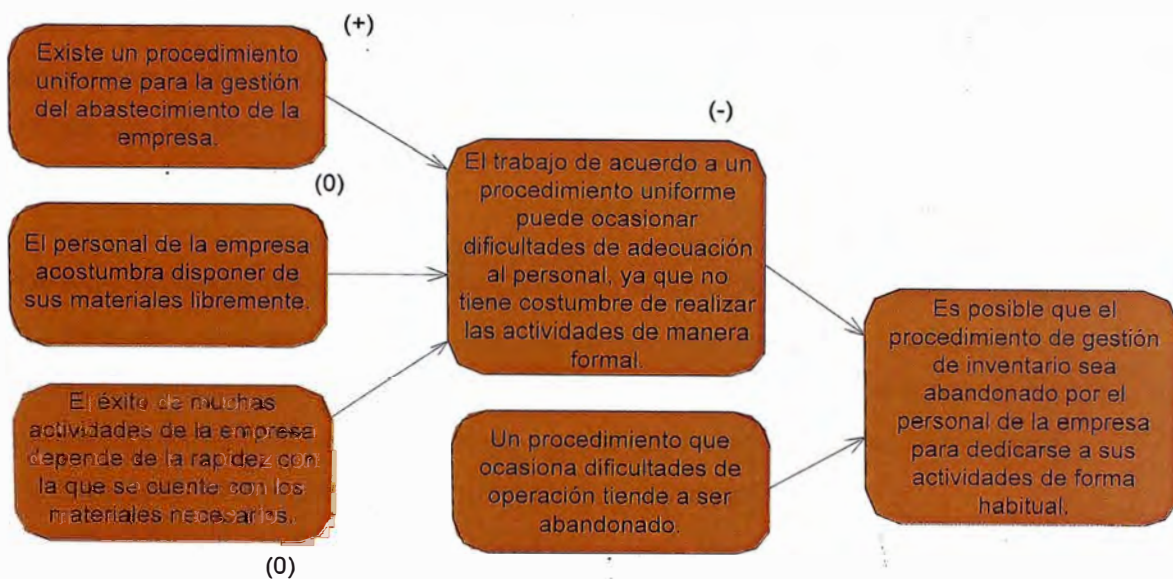 (+)
Existe un procedimiento
uniforme para la gestión
del abastecimiento de la
empresa.
(0)
El personal de la empresa
acostumbra disponer de
sus materiales libremente.
El éxito de muchas
actividades de la empresa
depende de la rapidez con
la que se cuente con los
materiales necesarios.
(0)
(-)
El trabajo de acuerdo a un
procedimiento uniforme
puede ocasionar
dificultades de adecuación
al personal, ya que no
tiene costumbre de realizar
las actividades de manera
formal.
Un procedimiento que
ocasiona dificultades de
operación tiende a ser
abandonado.
Es posible que el
procedimiento de gestión
de inventario sea
abandonado por el
personal de la empresa
para dedicarse a sus
actividades de forma
habitual.